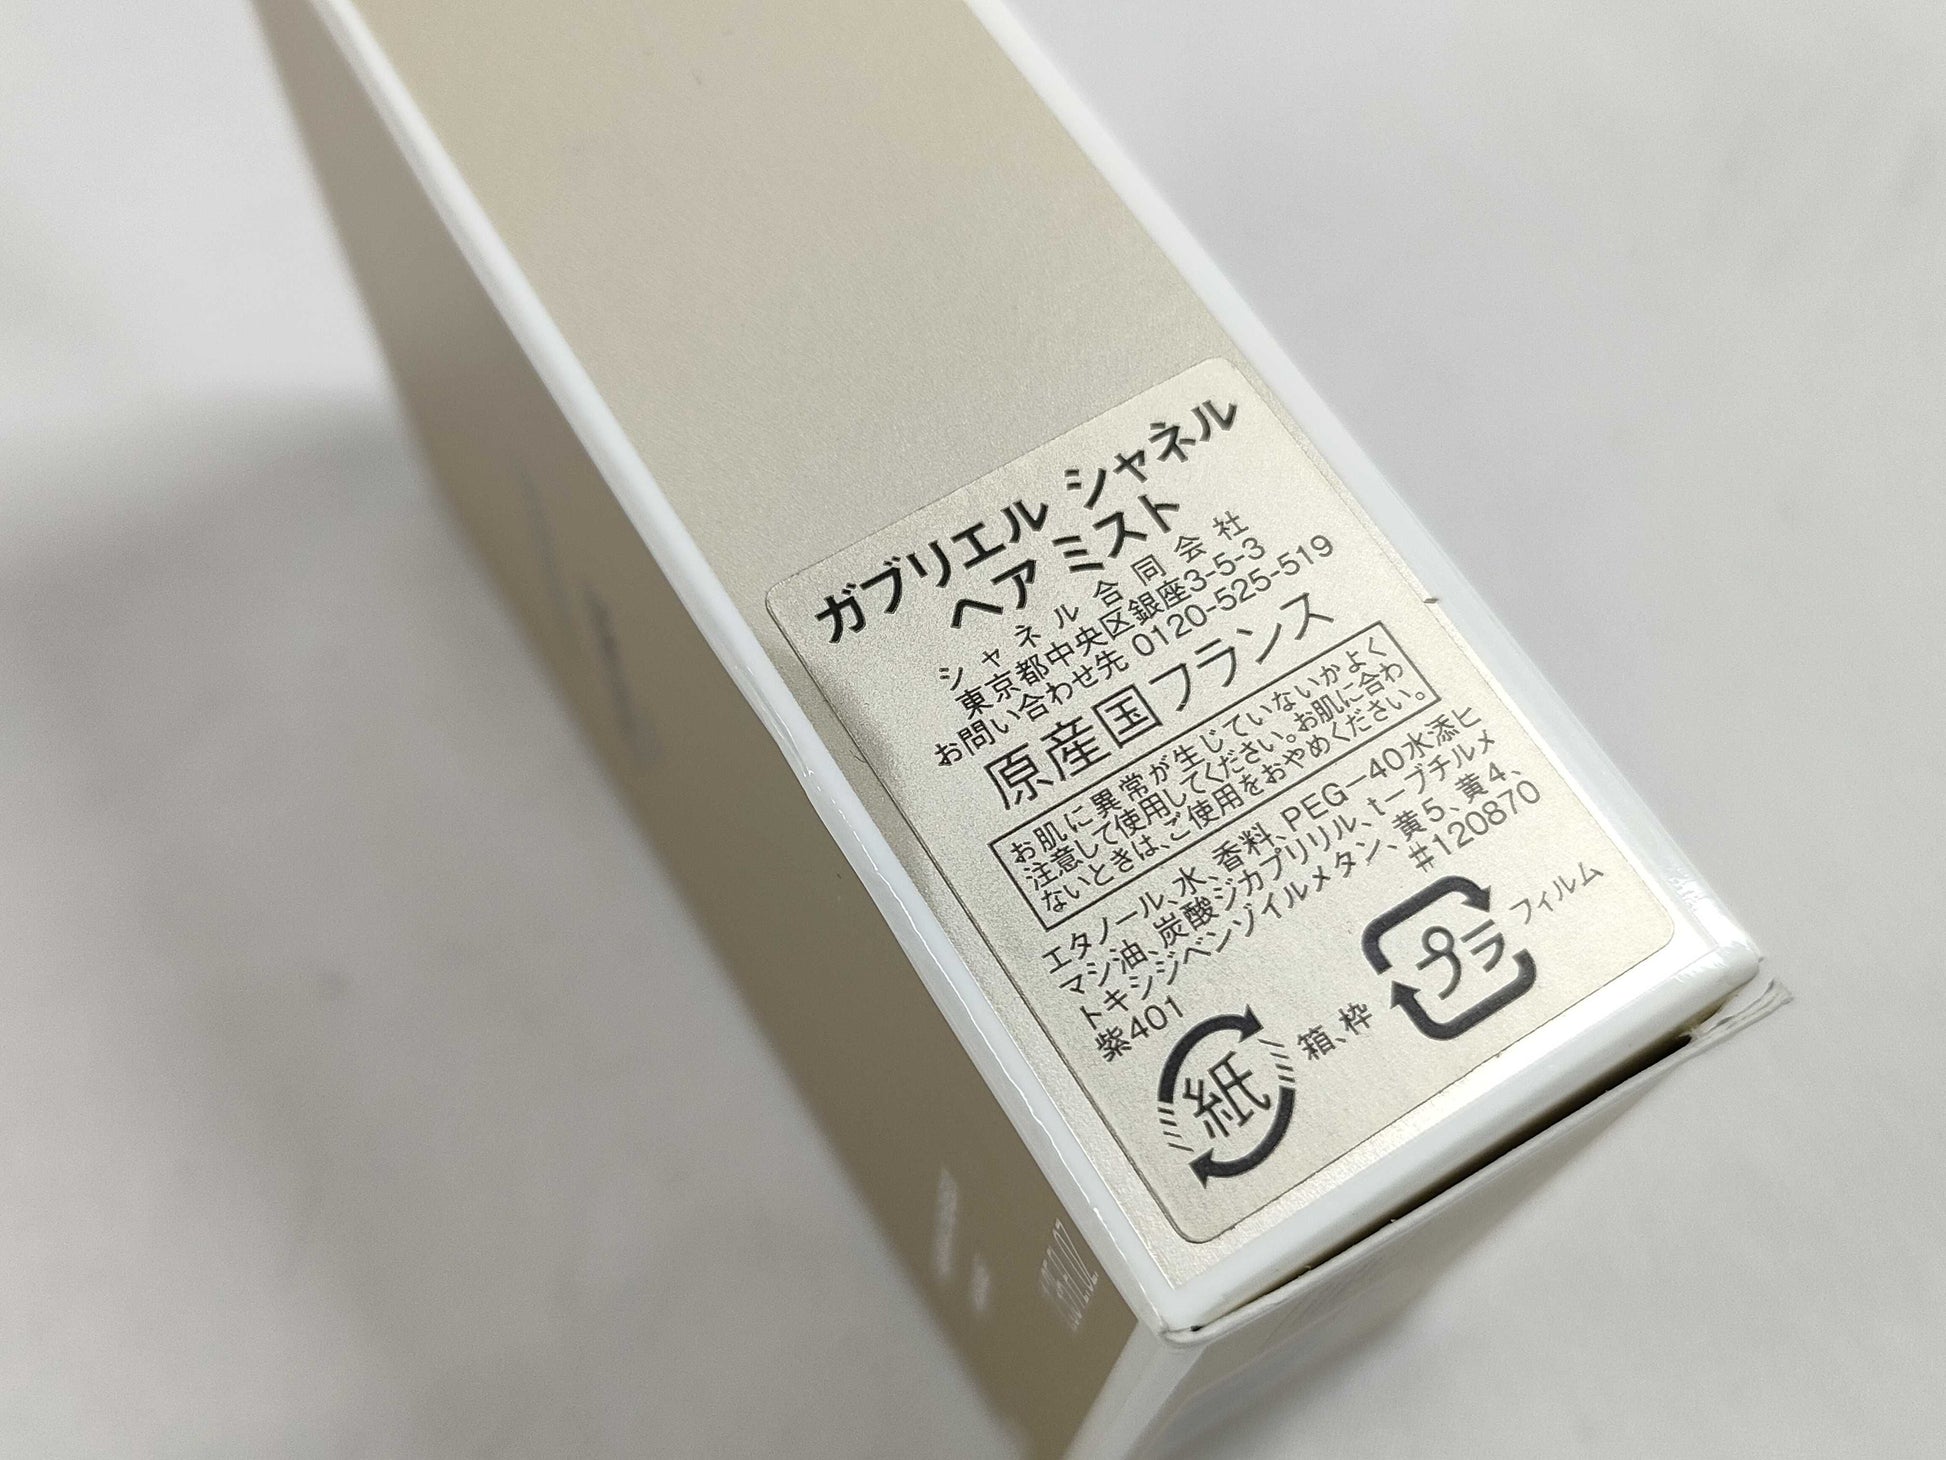 ガブリエル シャネル
ヘア ミスト
シャネル合同会社
東京都中央区銀座3-5-3
お問い合わせ先 0120-525-519
原産国フランス
お肌に異常が生じていないかよく
注意して使用してください。お肌に合わ
ないときは、ご使用をおやめください。
エタノール、水、香料、PEG－40水添ヒ
マシ油、炭酸ジカプリリル、t－ブチルメ
トキシジベンゾイルメタン、黄5、黄4、
紫401 #120870
紙 箱、枠 プラ フィルム